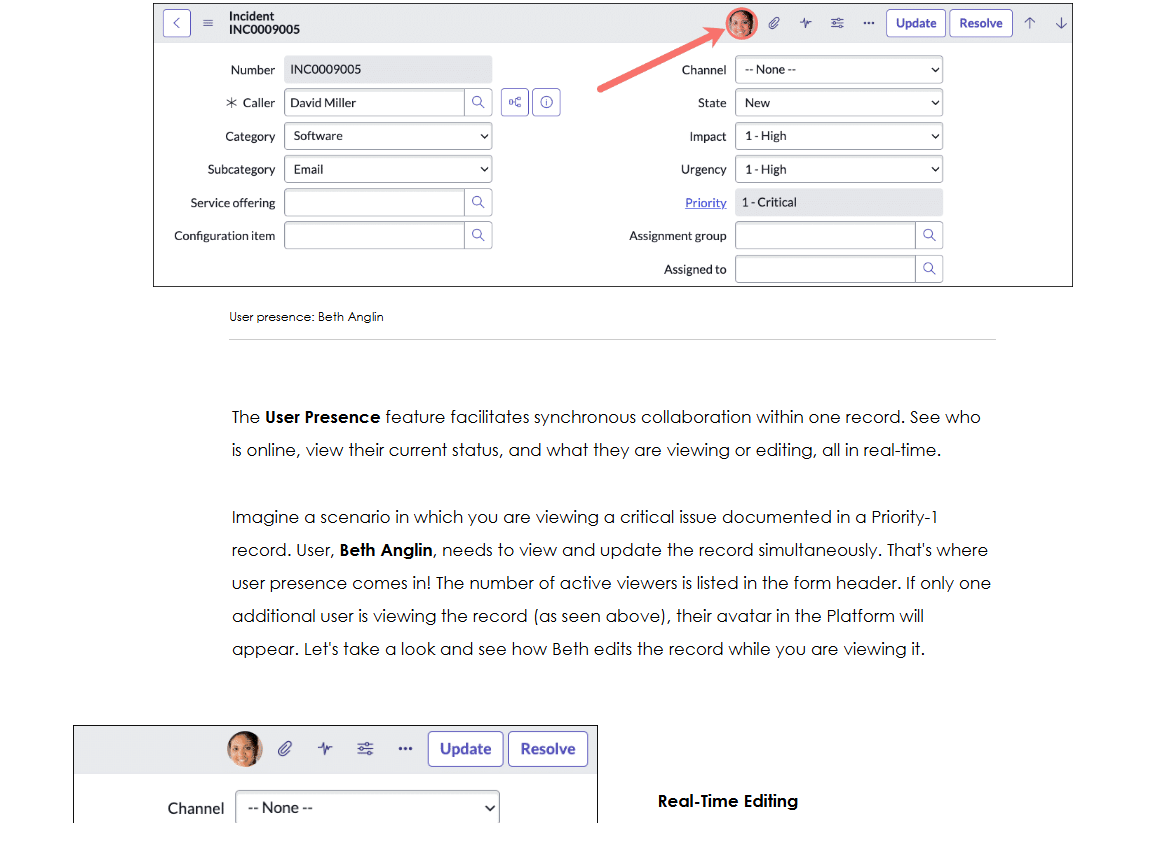 Incident
INC0009005
Update
Resolve
Number INC0009005
Channel -- None --
* Caller David Miller
State New
Category Software
Impact 1 - High
Subcategory Email
Urgency 1 - High
Service offering
Priority 1 - Critical
Configuration item
Assignment group
Assigned to
User presence: Beth Anglin
The User Presence feature facilitates synchronous collaboration within one record. See who
is online, view their current status, and what they are viewing or editing, all in real-time.
Imagine a scenario in which you are viewing a critical issue documented in a Priority-1
record. User, Beth Anglin, needs to view and update the record simultaneously. That's where
user presence comes in! The number of active viewers is listed in the form header. If only one
additional user is viewing the record (as seen above), their avatar in the Platform will
appear. Let's take a look and see how Beth edits the record while you are viewing it.
Update
Resolve
Channel -- None --
Real-Time Editing